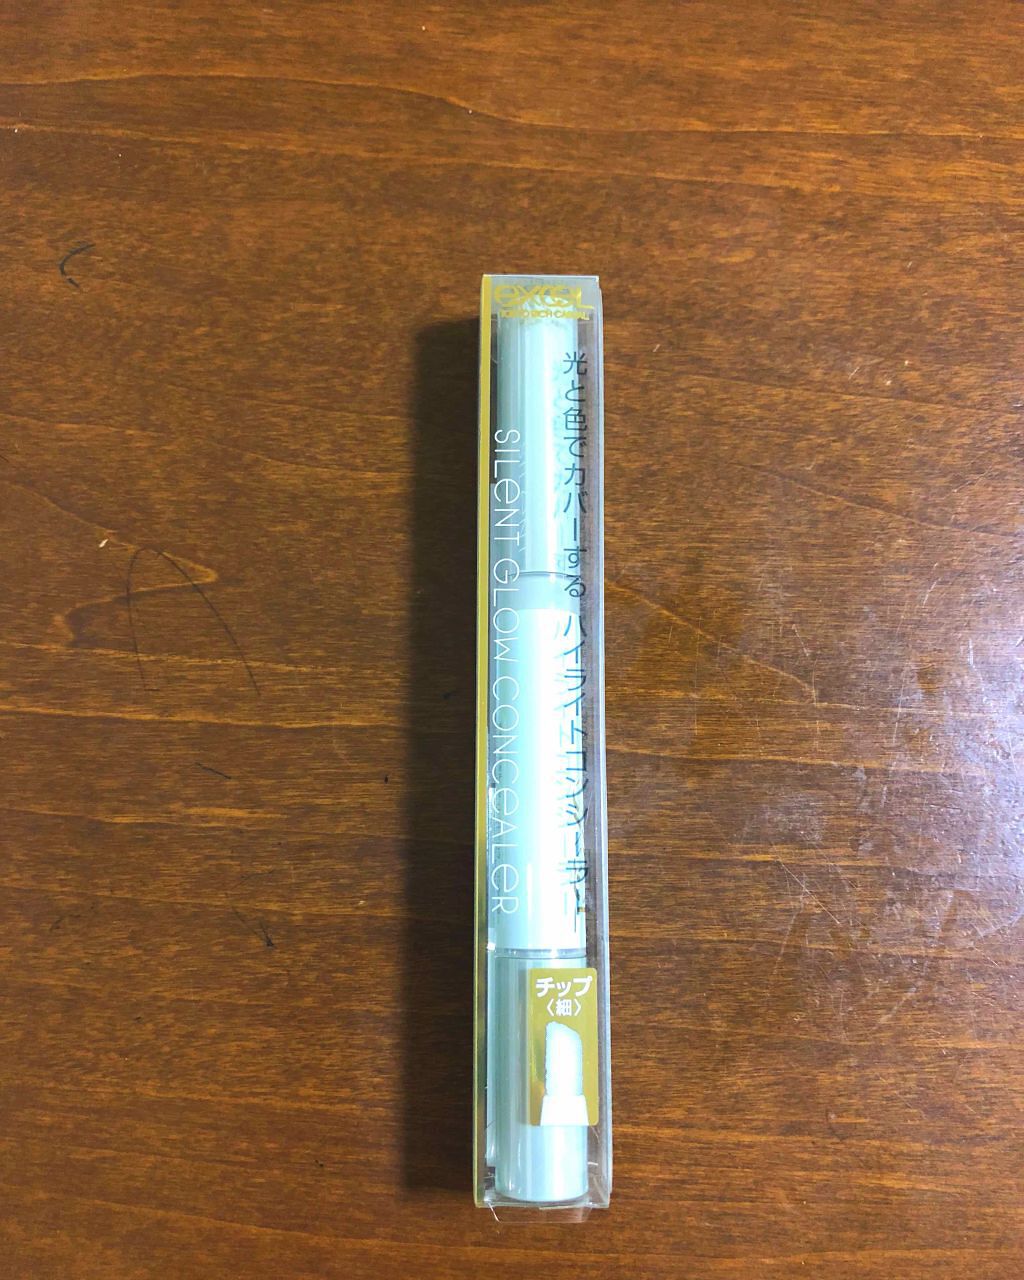 excel
TOKYO RICH CASUAL
光と色でカバーする ハイライトコンシーラー
SILENT GLOW CONCEALER
チップ
〈細〉